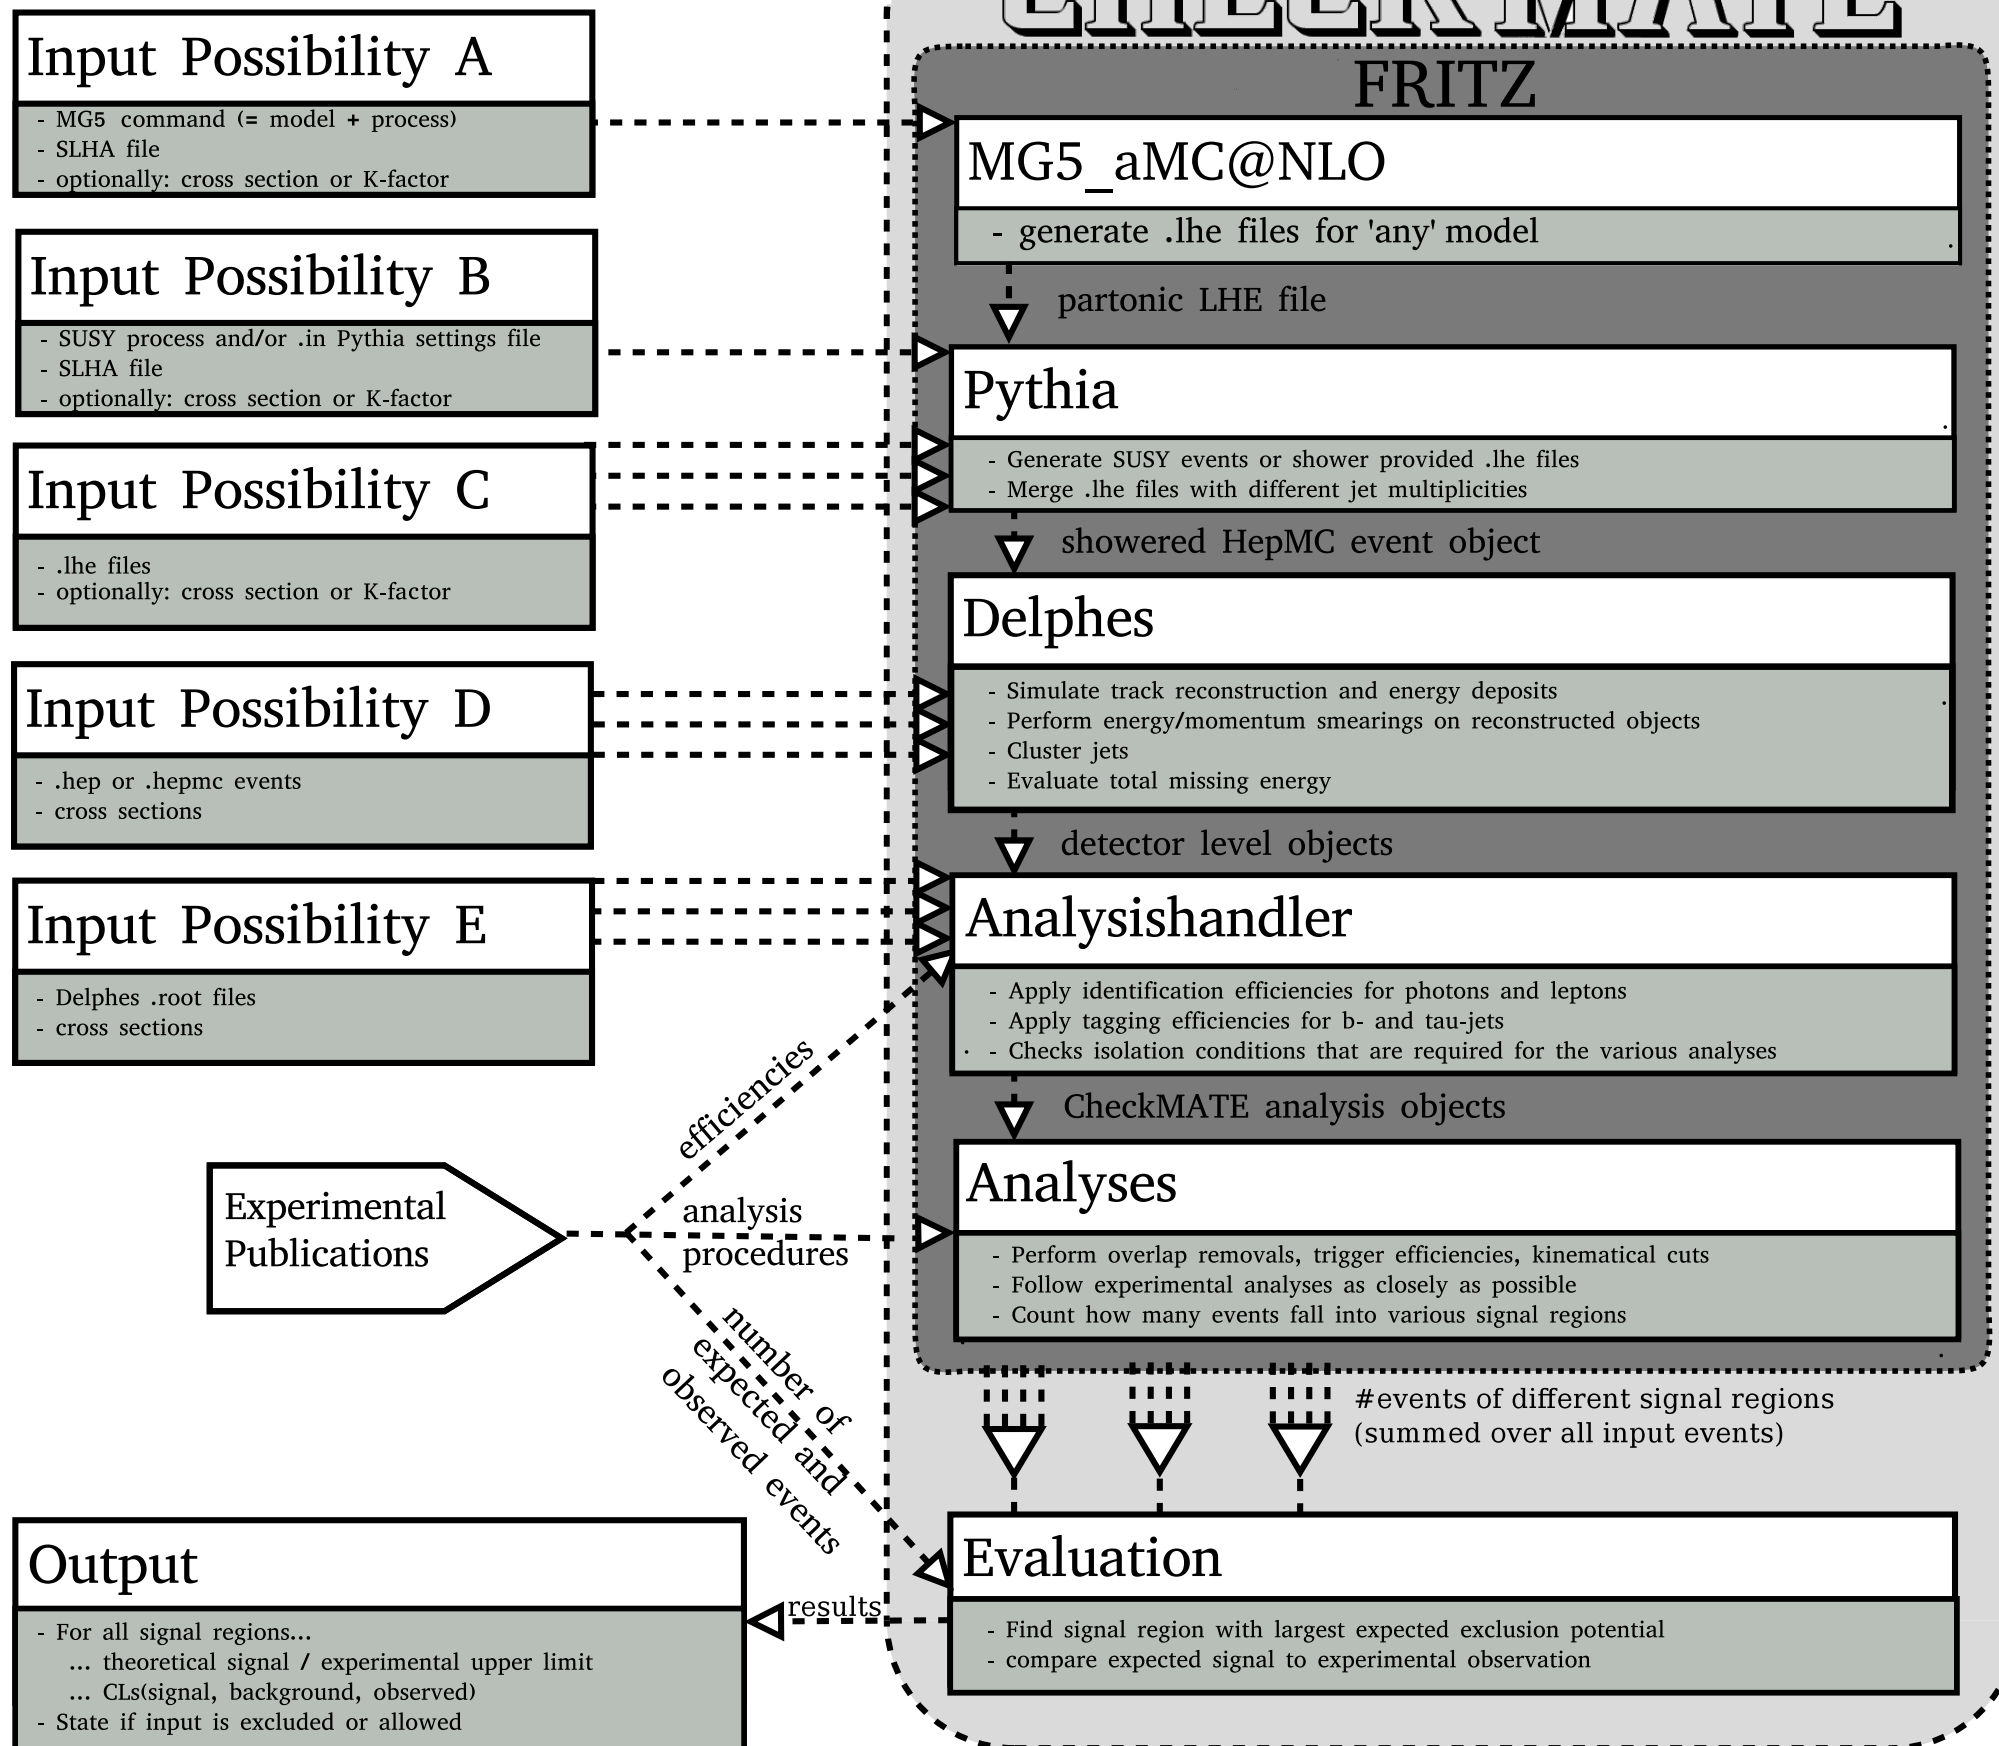 CHECKMATE
FRITZ
Input Possibility A
- MG5 command (= model + process)
- SLHA file
- optionally: cross section or K-factor
MG5_aMC@NLO
- generate .lhe files for 'any' model
partonic LHE file
Input Possibility B
- SUSY process and/or .in Pythia settings file
- SLHA file
- optionally: cross section or K-factor
Pythia
- Generate SUSY events or shower provided .lhe files
- Merge .lhe files with different jet multiplicities
showered HepMC event object
Input Possibility C
- .lhe files
- optionally: cross section or K-factor
Delphes
- Simulate track reconstruction and energy deposits
- Perform energy/momentum smearings on reconstructed objects
- Cluster jets
- Evaluate total missing energy
detector level objects
Input Possibility D
- .hep or .hepmc events
- cross sections
Input Possibility E
- Delphes .root files
- cross sections
Analysishandler
- Apply identification efficiencies for photons and leptons
- Apply tagging efficiencies for b- and tau-jets
- Checks isolation conditions that are required for the various analyses
CheckMATE analysis objects
Experimental
Publications
efficiencies
analysis
procedures
number of
expected and
observed events
Analyses
- Perform overlap removals, trigger efficiencies, kinematical cuts
- Follow experimental analyses as closely as possible
- Count how many events fall into various signal regions
#events of different signal regions
(summed over all input events)
Evaluation
- Find signal region with largest expected exclusion potential
- compare expected signal to experimental observation
results
Output
- For all signal regions...
... theoretical signal / experimental upper limit
... CLs(signal, background, observed)
- State if input is excluded or allowed